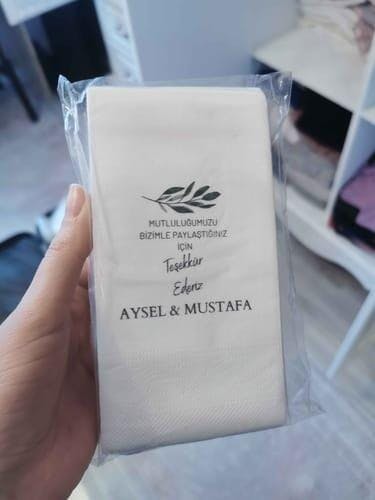 MUTLULUĞUMUZU
BİZİMLE PAYLAŞTIĞINIZ
İÇİN
Teşekkür
Ederiz
AYSEL & MUSTAFA